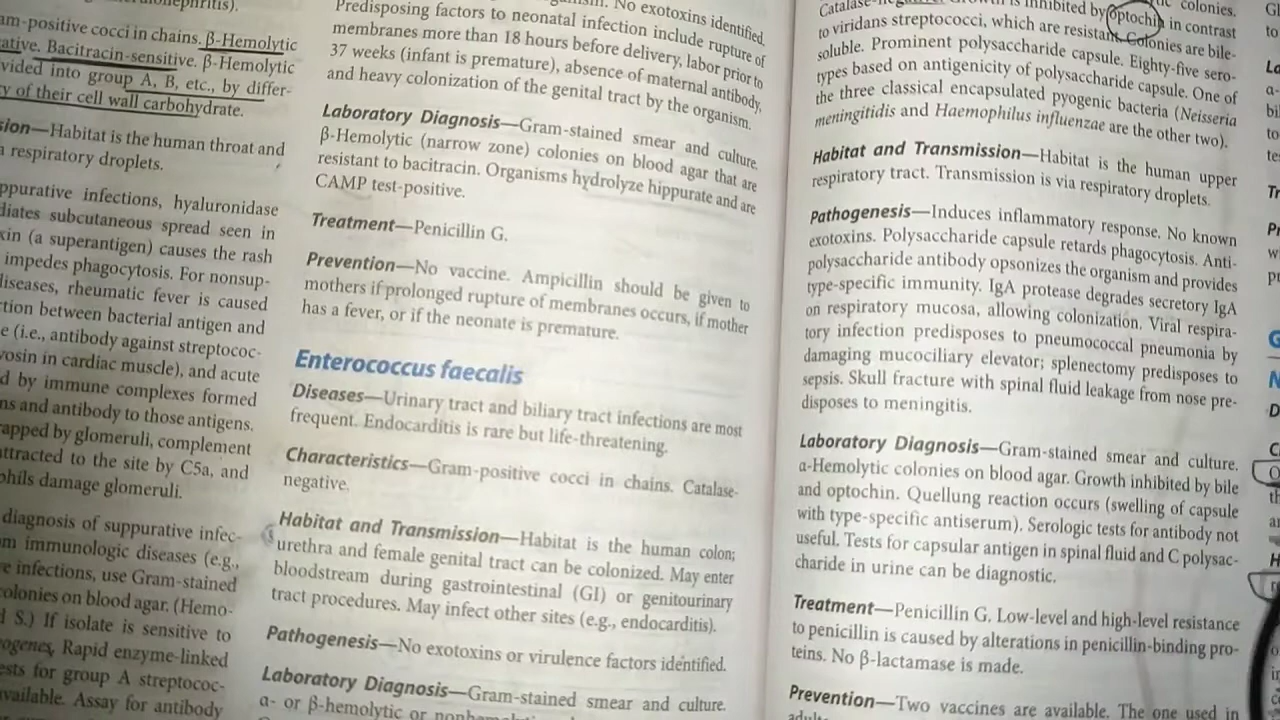 am-positive cocci in chains. β-Hemolytic
ative. Bacitracin-sensitive. β-Hemolytic
vided into group A, B, etc., by differ-
y of their cell wall carbohydrate.
sion—Habitat is the human throat and
a respiratory droplets.
ppurative infections, hyaluronidase
diates subcutaneous spread seen in
xin (a superantigen) causes the rash
impedes phagocytosis. For nonsup-
diseases, rheumatic fever is caused
ction between bacterial antigen and
e (i.e., antibody against streptococ-
yosin in cardiac muscle), and acute
d by immune complexes formed
ns and antibody to those antigens.
rapped by glomeruli, complement
attracted to the site by C5a, and
phils damage glomeruli.
diagnosis of suppurative infec-
om immunologic diseases (e.g.,
ve infections, use Gram-stained
colonies on blood agar. (Hemo-
d S.) If isolate is sensitive to
ogenes, Rapid enzyme-linked
ests for group A streptococ-
available. Assay for antibody
No exotoxins identified.
Predisposing factors to neonatal infection include rupture of
membranes more than 18 hours before delivery, labor prior to
37 weeks (infant is premature), absence of maternal antibody,
and heavy colonization of the genital tract by the organism.
Laboratory Diagnosis—Gram-stained smear and culture.
β-Hemolytic (narrow zone) colonies on blood agar that are
resistant to bacitracin. Organisms hydrolyze hippurate and are
CAMP test-positive.
Treatment—Penicillin G.
Prevention—No vaccine. Ampicillin should be given to
mothers if prolonged rupture of membranes occurs, if mother
has a fever, or if the neonate is premature.
Enterococcus faecalis
Diseases—Urinary tract and biliary tract infections are most
frequent. Endocarditis is rare but life-threatening.
Characteristics—Gram-positive cocci in chains. Catalase-
negative.
Habitat and Transmission—Habitat is the human colon;
urethra and female genital tract can be colonized. May enter
bloodstream during gastrointestinal (GI) or genitourinary
tract procedures. May infect other sites (e.g., endocarditis).
Pathogenesis—No exotoxins or virulence factors identified.
Laboratory Diagnosis—Gram-stained smear and culture.
α- or β-hemolytic or
colonies.
is inhibited by optochin in contrast
to viridans streptococci, which are resistant. Colonies are bile-
soluble. Prominent polysaccharide capsule. Eighty-five sero-
types based on antigenicity of polysaccharide capsule. One of
the three classical encapsulated pyogenic bacteria (Neisseria
meningitidis and Haemophilus influenzae are the other two).
Habitat and Transmission—Habitat is the human upper
respiratory tract. Transmission is via respiratory droplets.
Pathogenesis—Induces inflammatory response. No known
exotoxins. Polysaccharide capsule retards phagocytosis. Anti-
polysaccharide antibody opsonizes the organism and provides
type-specific immunity. IgA protease degrades secretory IgA
on respiratory mucosa, allowing colonization. Viral respira-
tory infection predisposes to pneumococcal pneumonia by
damaging mucociliary elevator; splenectomy predisposes to
sepsis. Skull fracture with spinal fluid leakage from nose pre-
disposes to meningitis.
Laboratory Diagnosis—Gram-stained smear and culture.
α-Hemolytic colonies on blood agar. Growth inhibited by bile
and optochin. Quellung reaction occurs (swelling of capsule
with type-specific antiserum). Serologic tests for antibody not
useful. Tests for capsular antigen in spinal fluid and C polysac-
charide in urine can be diagnostic.
Treatment—Penicillin G. Low-level and high-level resistance
to penicillin is caused by alterations in penicillin-binding pro-
teins. No β-lactamase is made.
Prevention—Two vaccines are available. The one used in